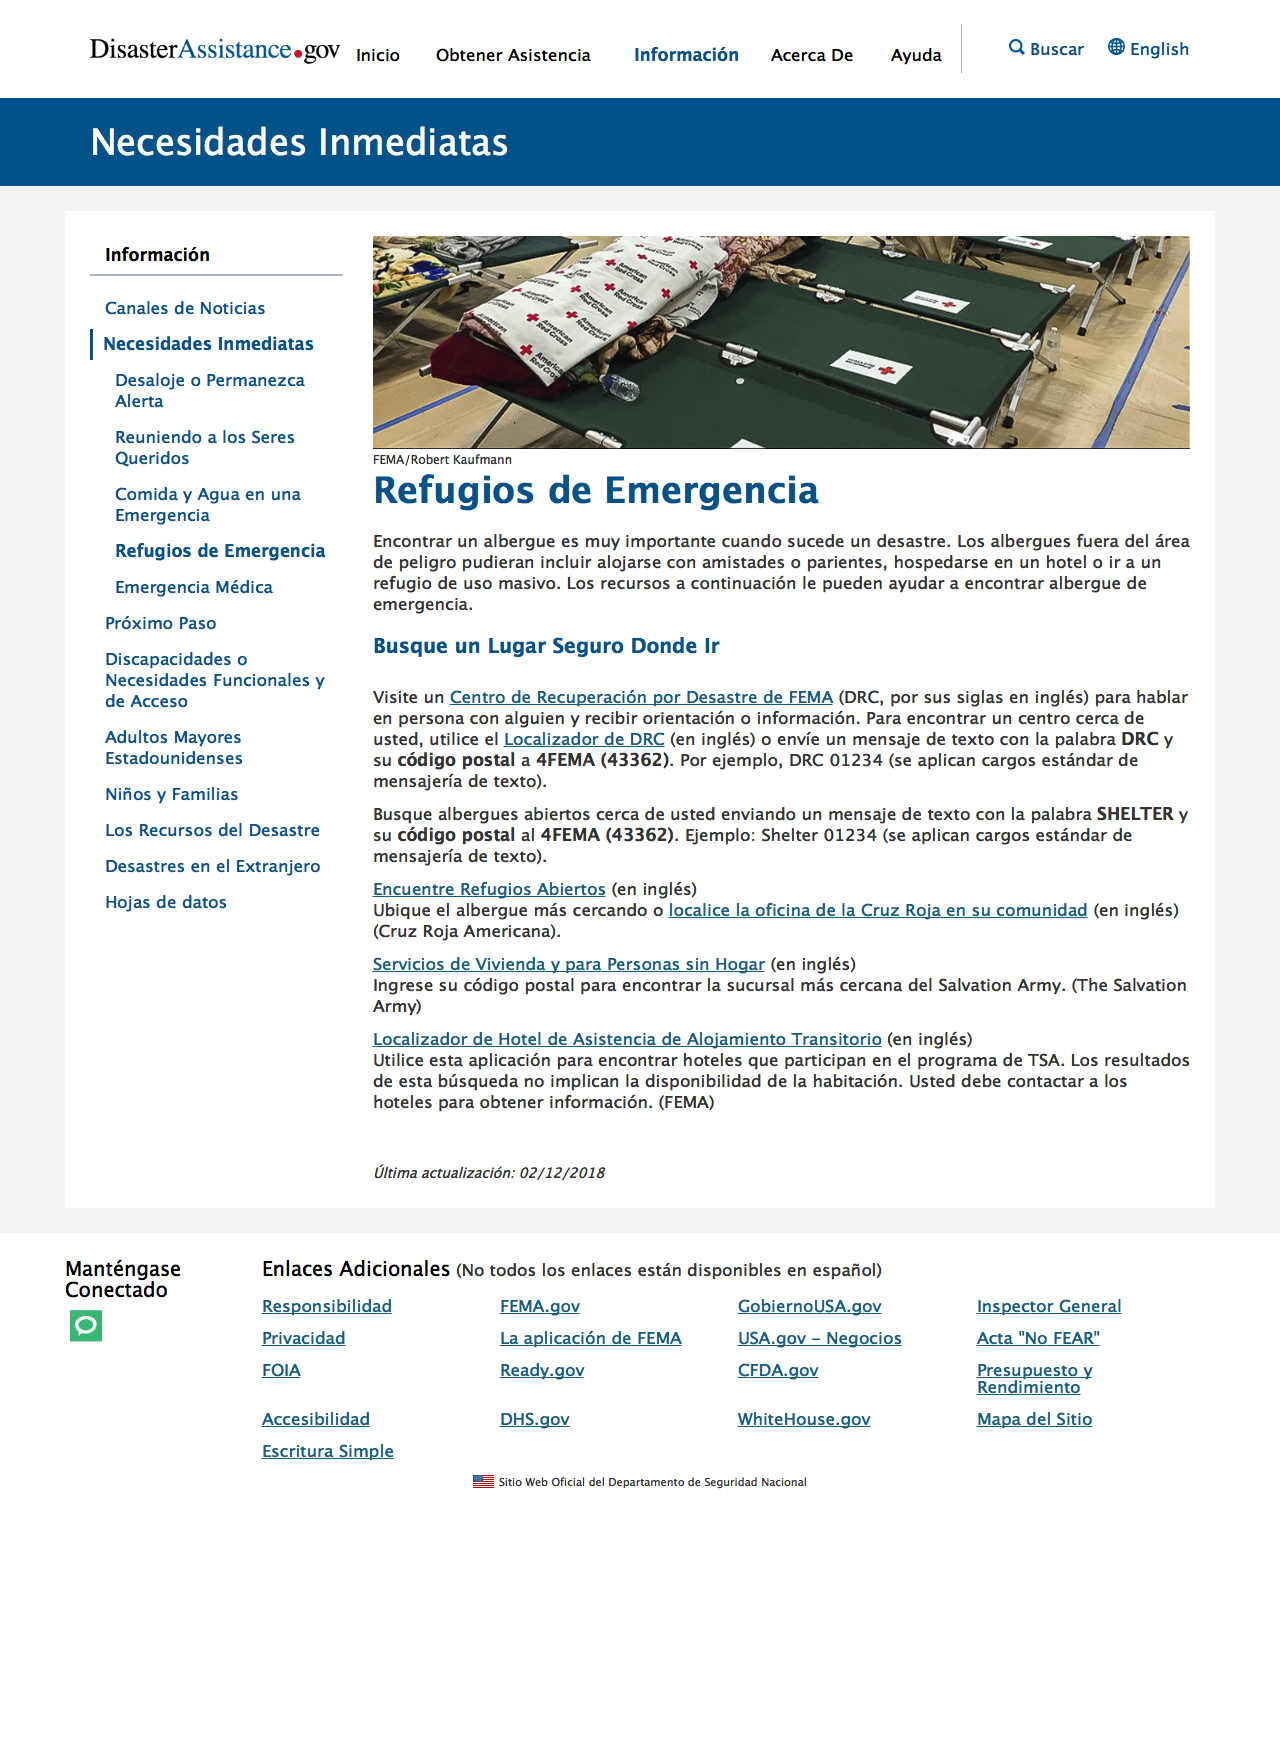 DisasterAssistance.gov
Inicio
Obtener Asistencia
Información
Acerca De
Ayuda
Buscar
English
Necesidades Inmediatas
Información
Canales de Noticias
Necesidades Inmediatas
Desaloje o Permanezca
Alerta
Reuniendo a los Seres
Queridos
Comida y Agua en una
Emergencia
Refugios de Emergencia
Emergencia Médica
Próximo Paso
Discapacidades o
Necesidades Funcionales y
de Acceso
Adultos Mayores
Estadounidenses
Niños y Familias
Los Recursos del Desastre
Desastres en el Extranjero
Hojas de datos
American
Red Cross
FEMA/Robert Kaufmann
Refugios de Emergencia
Encontrar un albergue es muy importante cuando sucede un desastre. Los albergues fuera del área
de peligro pudieran incluir alojarse con amistades o parientes, hospedarse en un hotel o ir a un
refugio de uso masivo. Los recursos a continuación le pueden ayudar a encontrar albergue de
emergencia.
Busque un Lugar Seguro Donde Ir
Visite un Centro de Recuperación por Desastre de FEMA (DRC, por sus siglas en inglés) para hablar
en persona con alguien y recibir orientación o información. Para encontrar un centro cerca de
usted, utilice el Localizador de DRC (en inglés) o envíe un mensaje de texto con la palabra DRC y
su código postal a 4FEMA (43362). Por ejemplo, DRC 01234 (se aplican cargos estándar de
mensajería de texto).
Busque albergues abiertos cerca de usted enviando un mensaje de texto con la palabra SHELTER y
su código postal al 4FEMA (43362). Ejemplo: Shelter 01234 (se aplican cargos estándar de
mensajería de texto).
Encuentre Refugios Abiertos (en inglés)
Ubique el albergue más cercando o localice la oficina de la Cruz Roja en su comunidad (en inglés)
(Cruz Roja Americana).
Servicios de Vivienda y para Personas sin Hogar (en inglés)
Ingrese su código postal para encontrar la sucursal más cercana del Salvation Army. (The Salvation
Army)
Localizador de Hotel de Asistencia de Alojamiento Transitorio (en inglés)
Utilice esta aplicación para encontrar hoteles que participan en el programa de TSA. Los resultados
de esta búsqueda no implican la disponibilidad de la habitación. Usted debe contactar a los
hoteles para obtener información. (FEMA)
Última actualización: 02/12/2018
Manténgase
Conectado
Enlaces Adicionales (No todos los enlaces están disponibles en español)
Responsibilidad
FEMA.gov
GobiernoUSA.gov
Inspector General
Privacidad
La aplicación de FEMA
USA.gov – Negocios
Acta "No FEAR"
FOIA
Ready.gov
CFDA.gov
Presupuesto y
Rendimiento
Accesibilidad
DHS.gov
WhiteHouse.gov
Mapa del Sitio
Escritura Simple
Sitio Web Oficial del Departamento de Seguridad Nacional